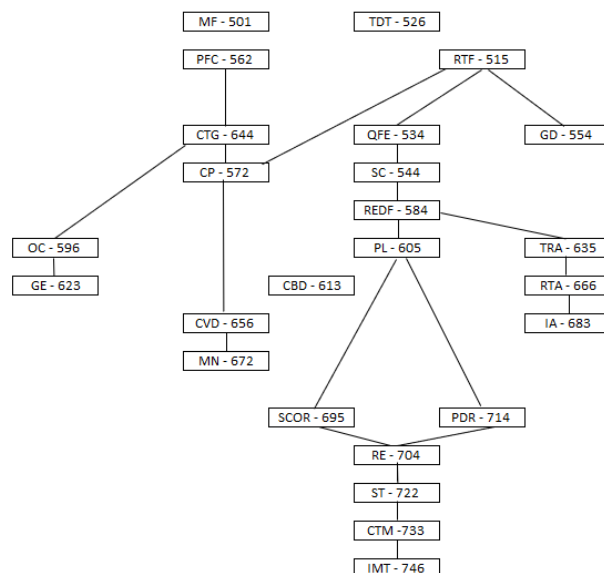 MF - 501
TDT - 526
PFC - 562
RTF - 515
CTG - 644
QFE - 534
GD - 554
CP - 572
SC - 544
REDF - 584
OC - 596
PL - 605
TRA - 635
GE - 623
CBD - 613
RTA - 666
CVD - 656
IA - 683
MN - 672
SCOR - 695
PDR - 714
RE - 704
ST - 722
CTM -733
IMT - 746